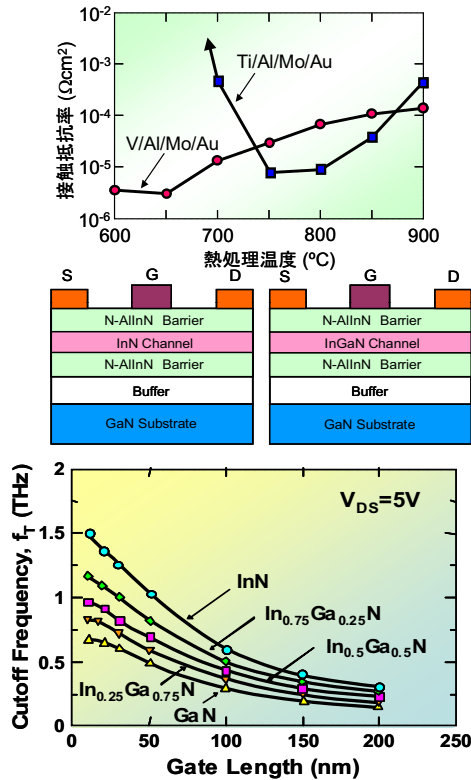 10⁻²
10⁻³
10⁻⁴
10⁻⁵
10⁻⁶
接触抵抗率 (Ωcm²)
Ti/Al/Mo/Au
V/Al/Mo/Au
600 700 800 900
熱処理温度 (ºC)
S G D S G D
N-AlInN Barrier N-AlInN Barrier
InN Channel InGaN Channel
N-AlInN Barrier N-AlInN Barrier
Buffer Buffer
GaN Substrate GaN Substrate
2
1.5
1
0.5
0
Cutoff Frequency, f_T (THz)
V_DS=5V
InN
In₀.₇₅Ga₀.₂₅N
In₀.₅Ga₀.₅N
In₀.₂₅Ga₀.₇₅N
GaN
0 50 100 150 200 250
Gate Length (nm)